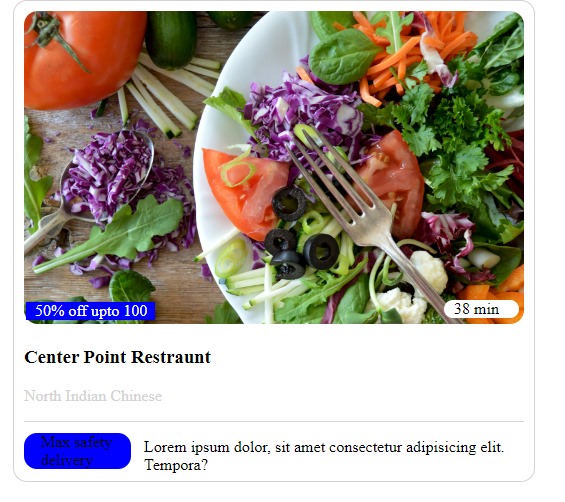 50% off upto 100
38 min
Center Point Restraunt
North Indian Chinese
Max safety
delivery
Lorem ipsum dolor, sit amet consectetur adipisicing elit.
Tempora?